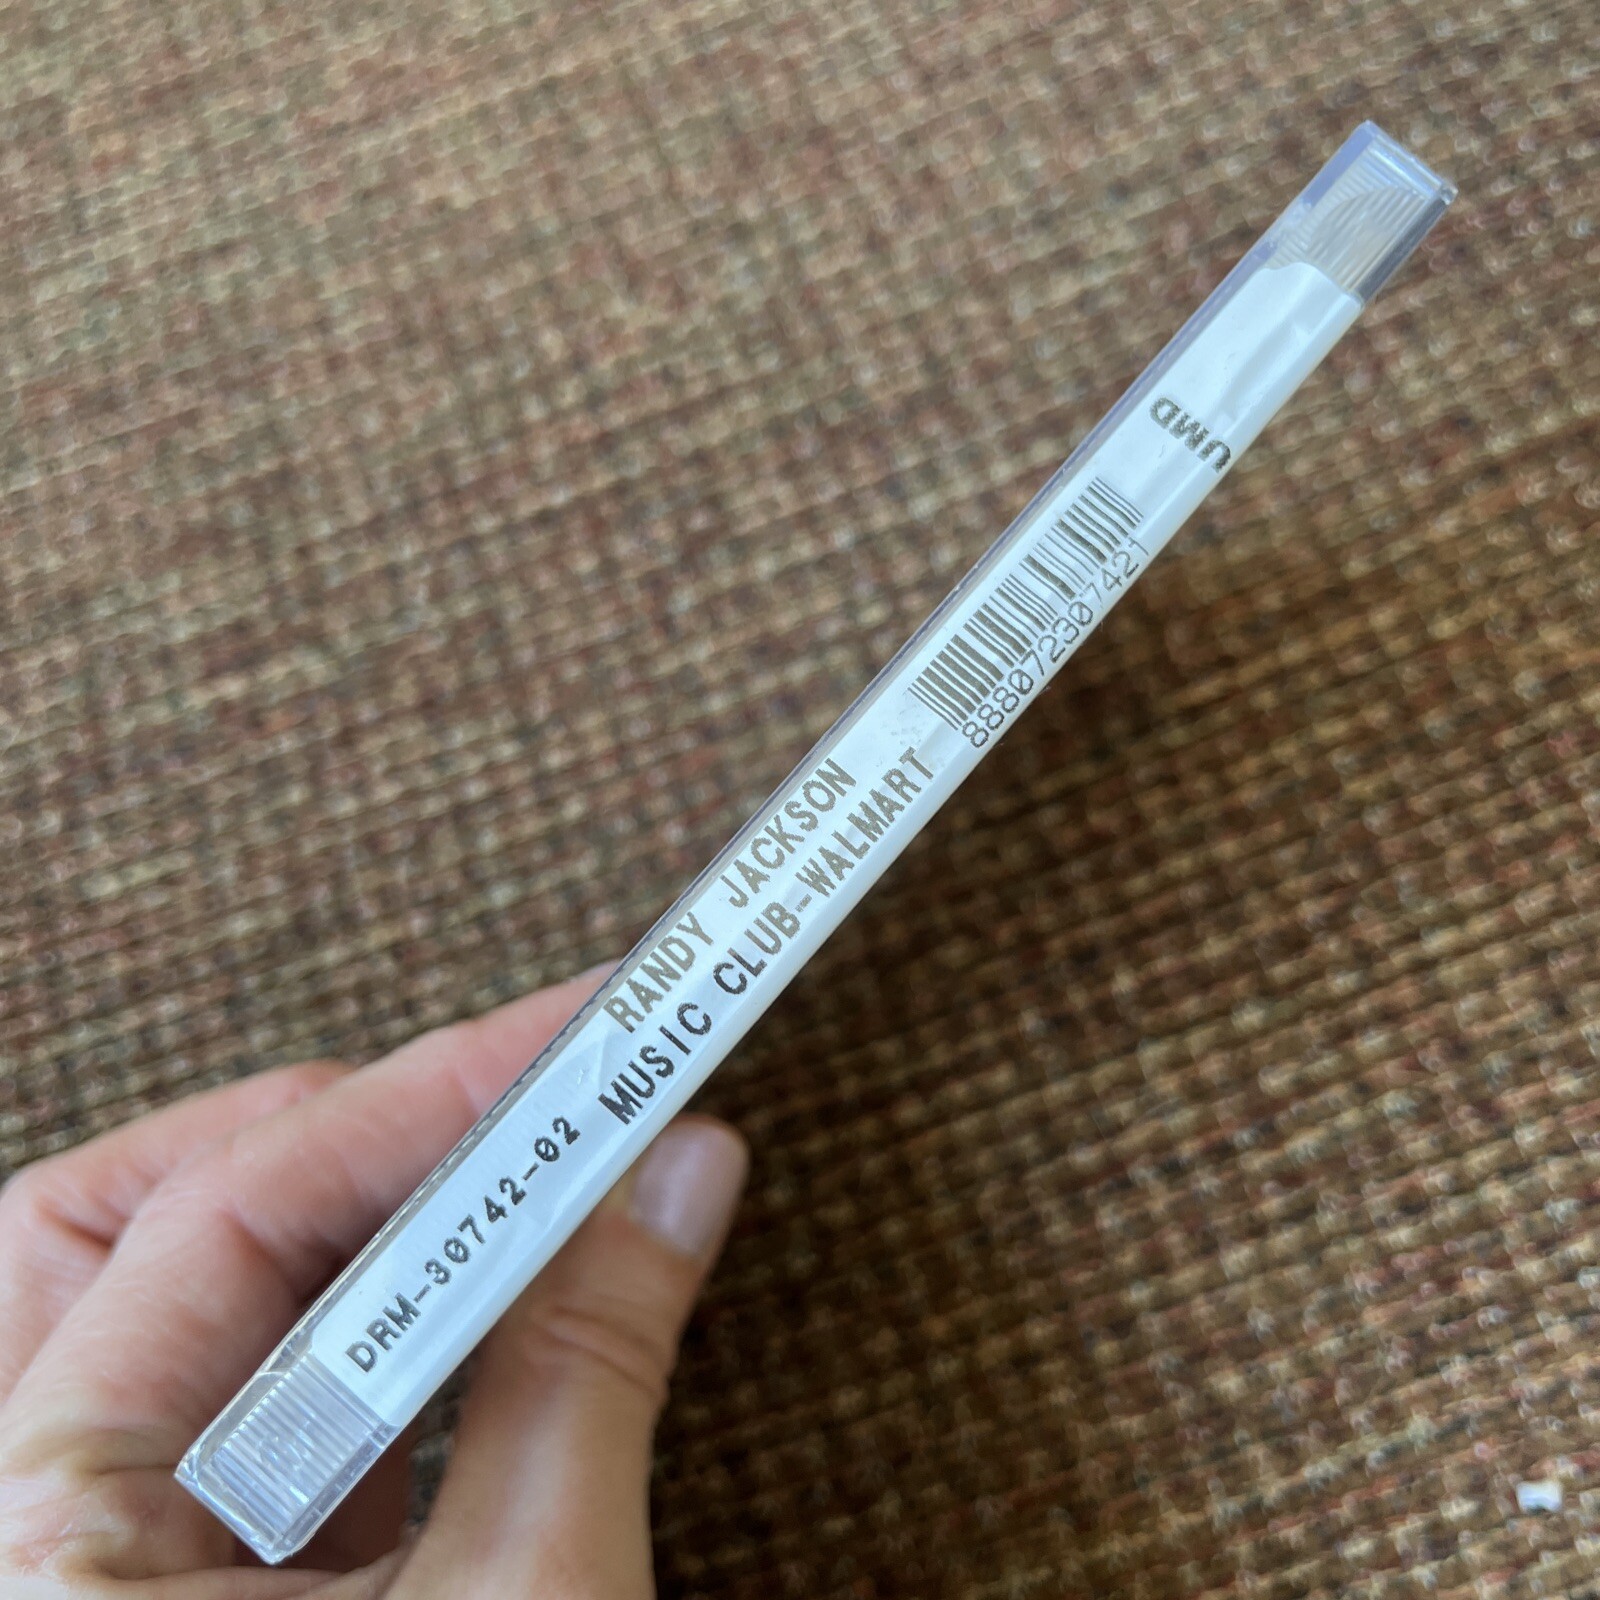 DRM-30742-02
RANDY JACKSON
MUSIC CLUB-WALMART
888072307421
UMD